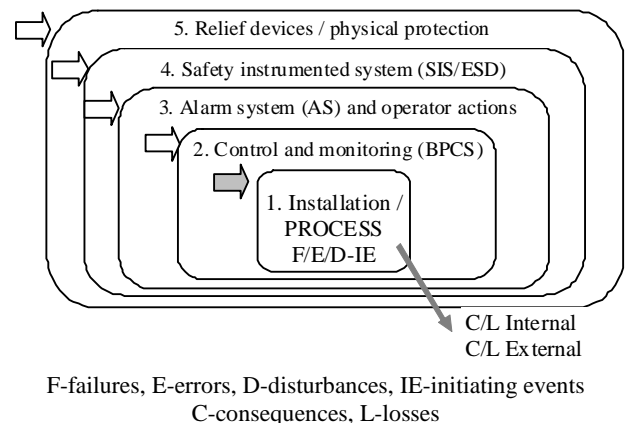 5. Relief devices / physical protection
4. Safety instrumented system (SIS/ESD)
3. Alarm system (AS) and operator actions
2. Control and monitoring (BPCS)
1. Installation /
PROCESS
F/E/D-IE
C/L Internal
C/L External
F-failures, E-errors, D-disturbances, IE-initiating events
C-consequences, L-losses